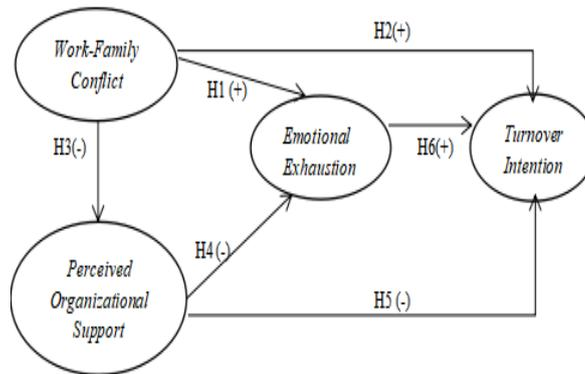 Work-Family
Conflict
H2(+)
H1 (+)
H3(-)
Emotional
Exhaustion
H6(+)
Turnover
Intention
H4 (-)
Perceived
Organizational
Support
H5 (-)